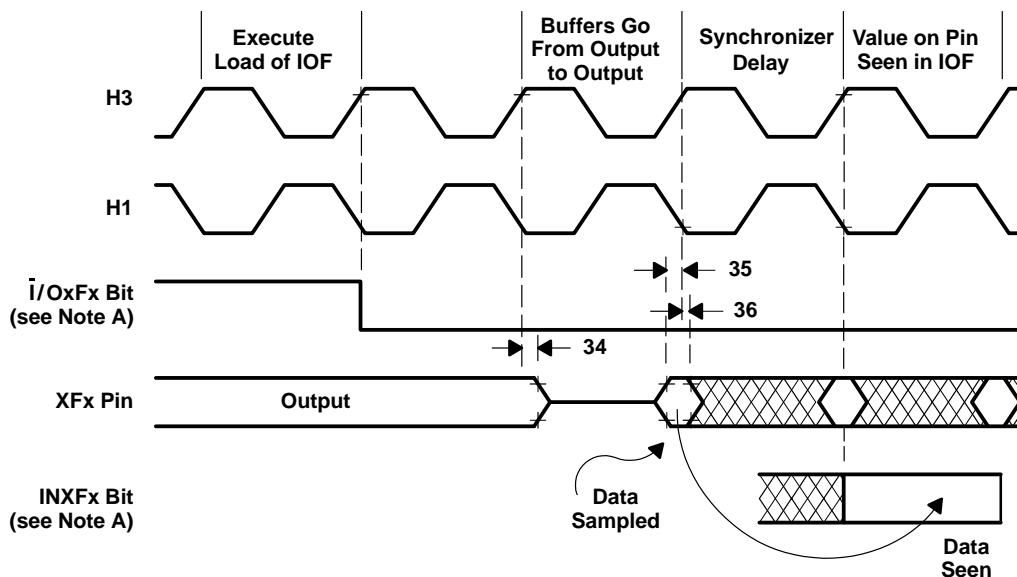 Execute
Load of IOF
Buffers Go
From Output
to Output
Synchronizer
Delay
Value on Pin
Seen in IOF
H3
H1
35
Ī/OxFx Bit
(see Note A)
36
34
XFx Pin
Output
INXFx Bit
(see Note A)
Data
Sampled
Data
Seen